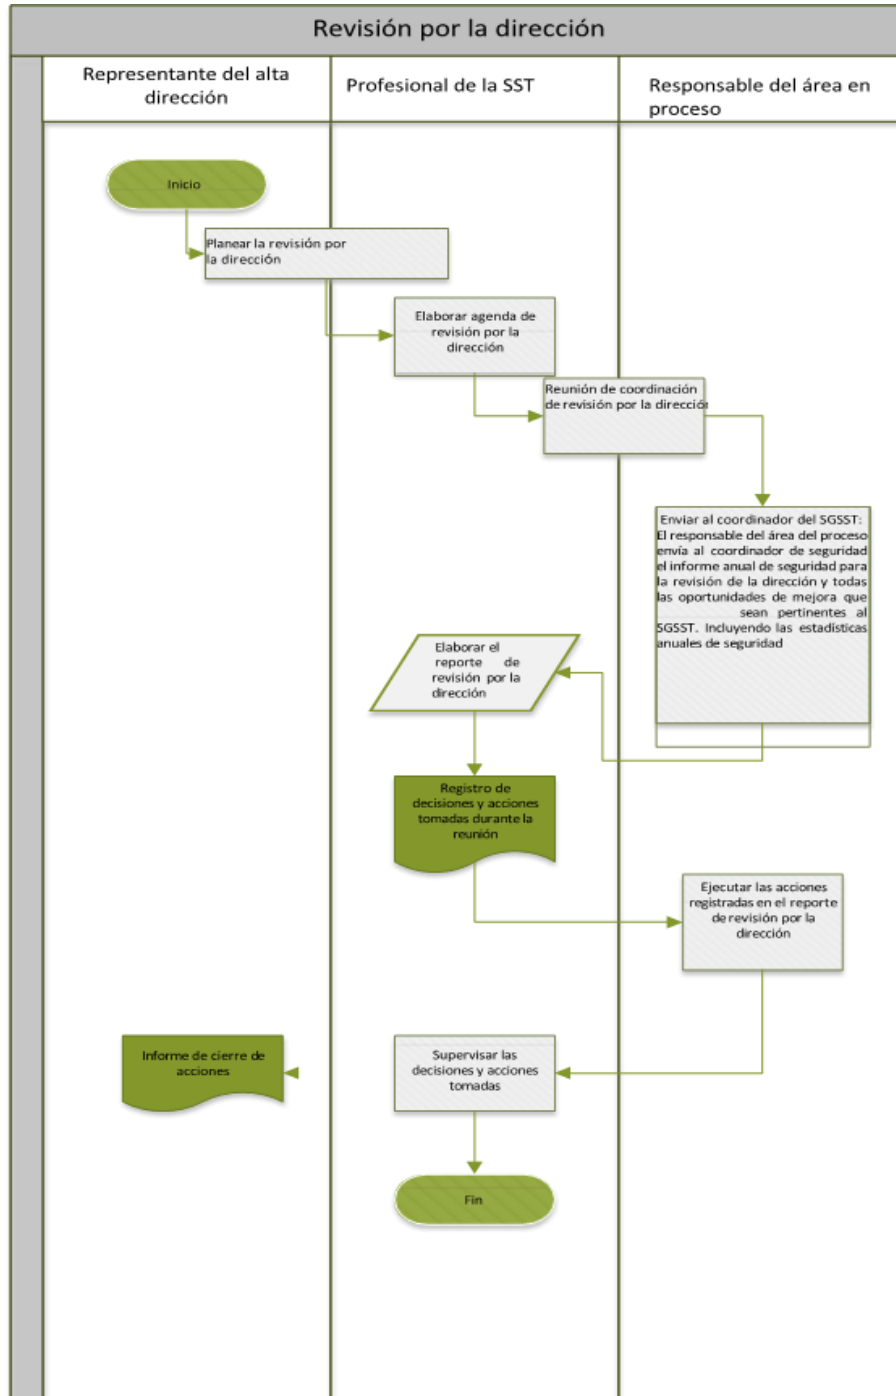 Revisión por la dirección
Representante del alta
dirección
Profesional de la SST
Responsable del área en
proceso
Inicio
Planear la revisión por
la dirección
Elaborar agenda de
revisión por la
dirección
Reunión de coordinación
de revisión por la dirección
Enviar al coordinador del SGSST:
El responsable del área del proceso
envía al coordinador de seguridad
el informe anual de seguridad para
la revisión de la dirección y todas
las oportunidades de mejora que
sean pertinentes al
SGSST. Incluyendo las estadísticas
anuales de seguridad
Elaborar el
reporte de
revisión por la
dirección
Registro de
decisiones y acciones
tomadas durante la
reunión
Ejecutar las acciones
registradas en el reporte
de revisión por la
dirección
Informe de cierre de
acciones
Supervisar las
decisiones y acciones
tomadas
Fin